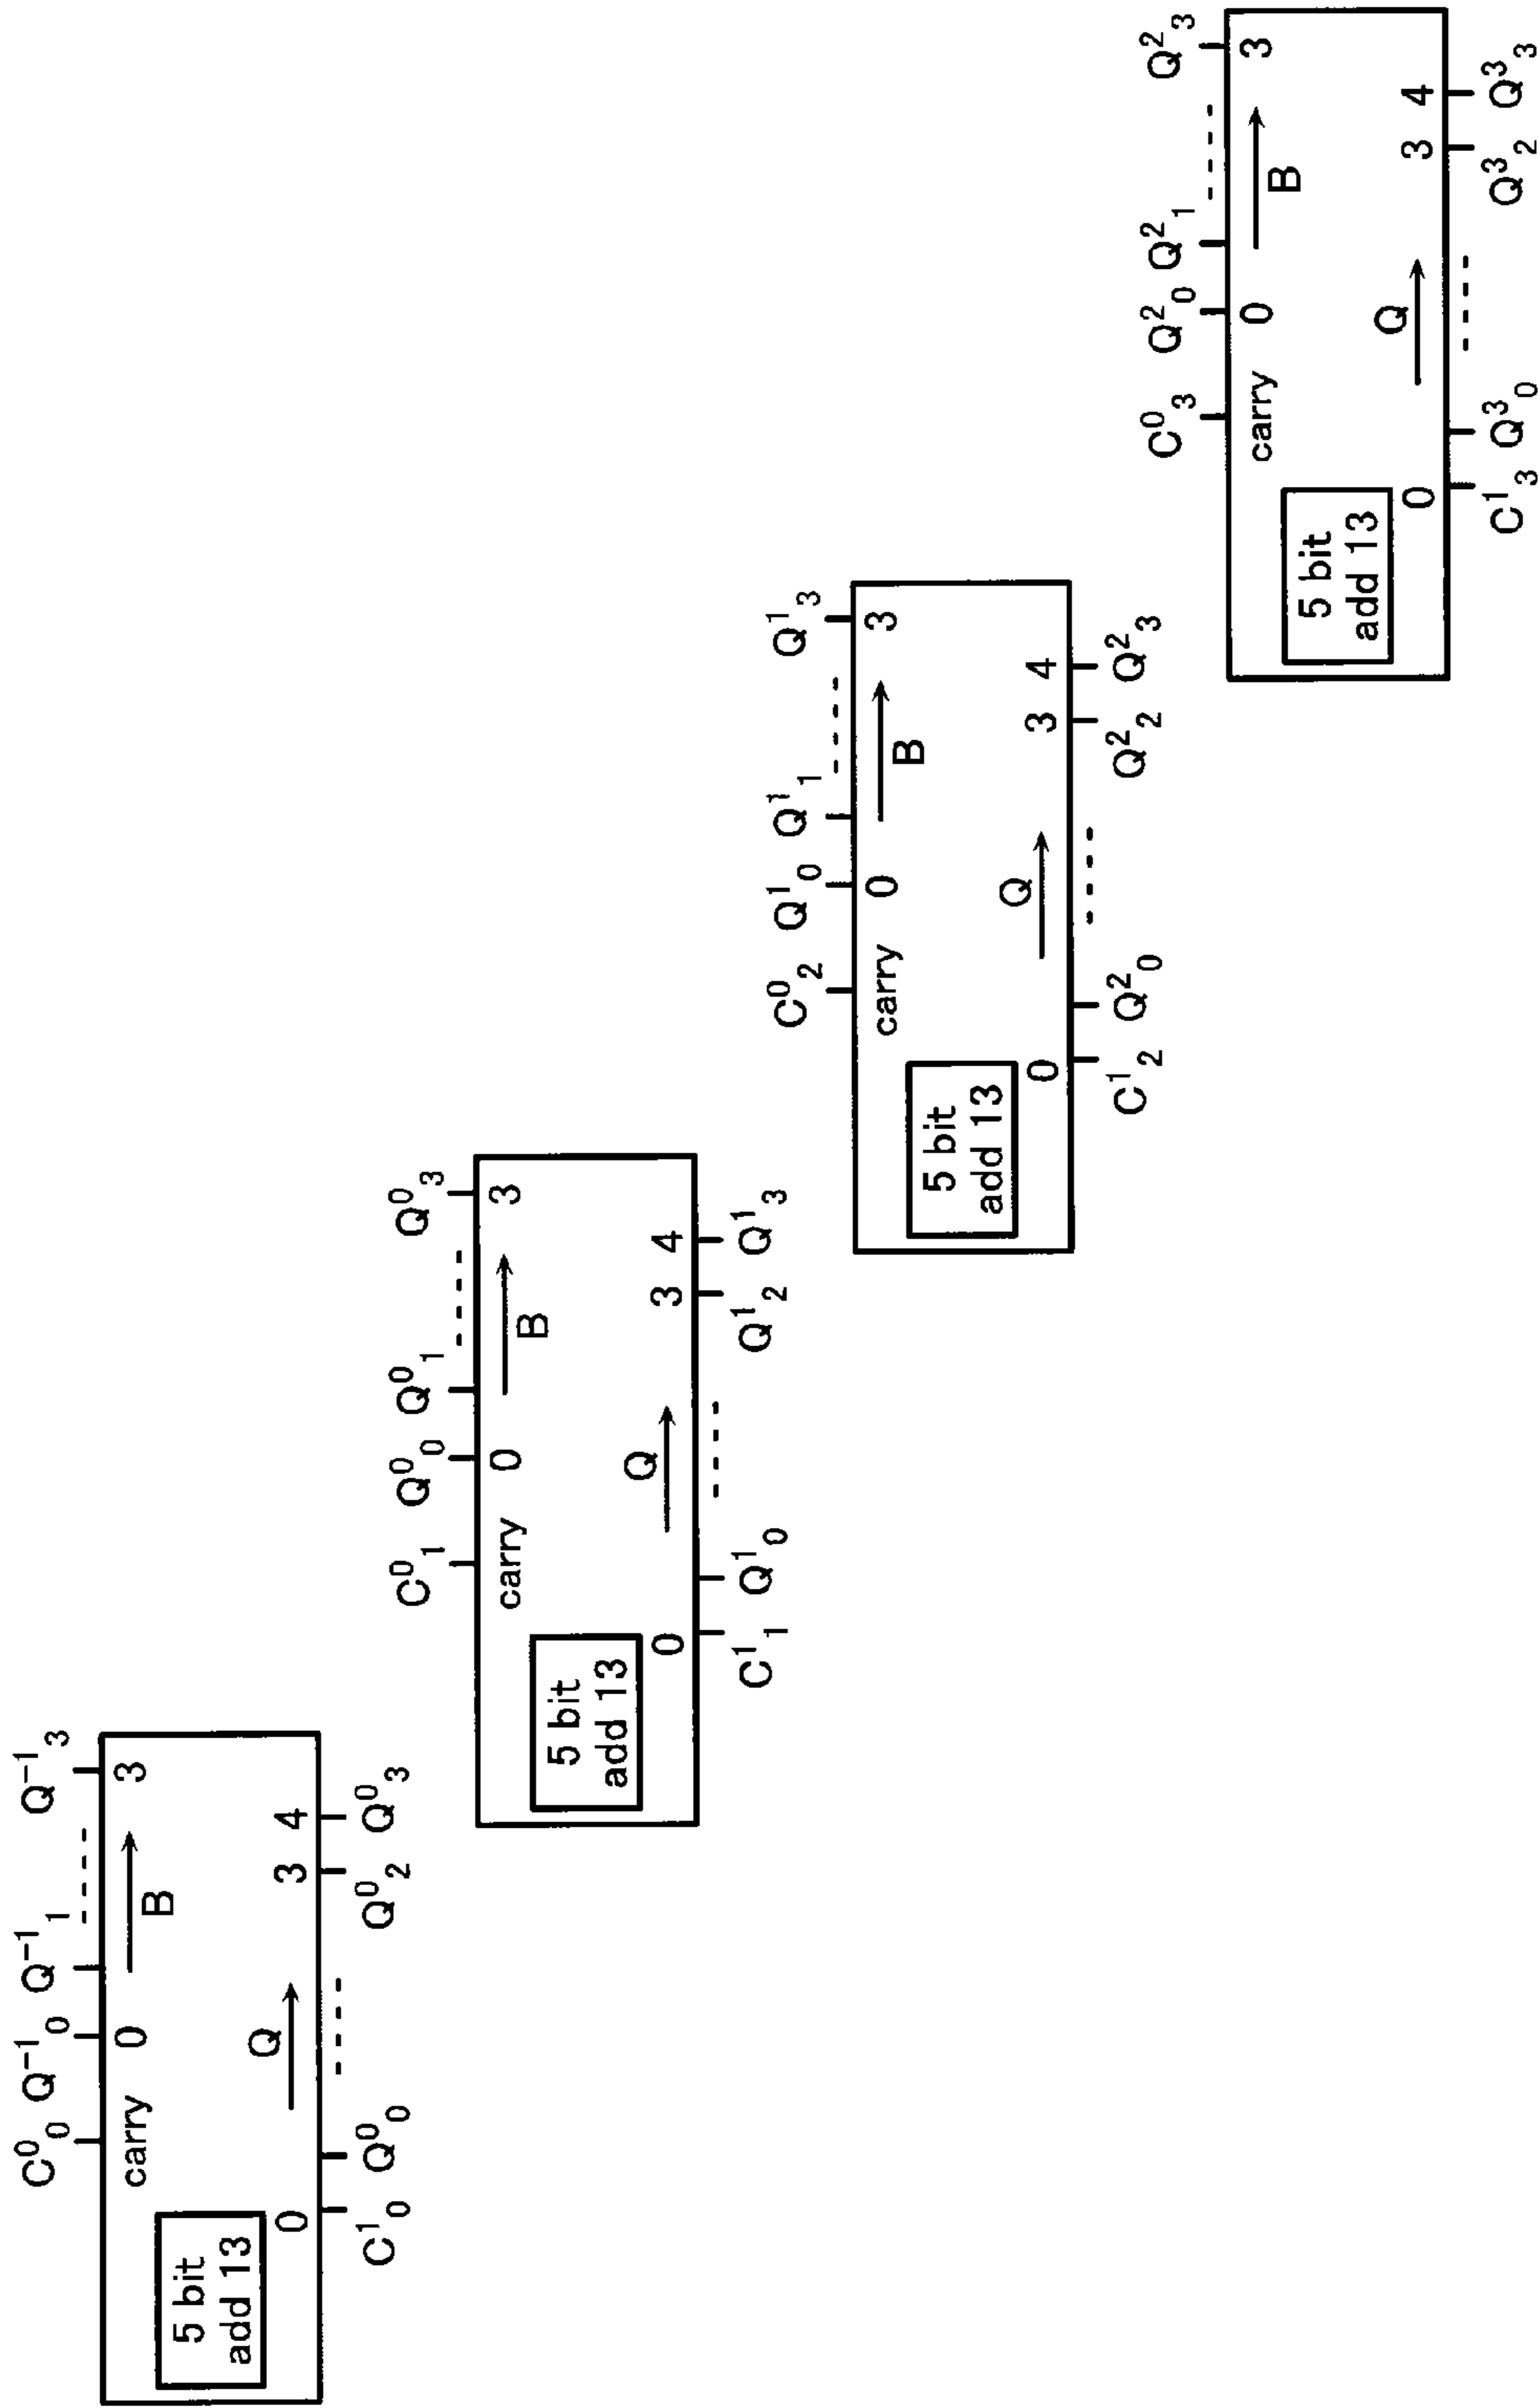 C⁰₀ Q⁻¹₀ Q⁻¹₁ Q⁻¹₃
carry 0 B 3
5 bit
add 13
0 Q 3 4
C¹₀ Q⁰₀ Q⁰₂ Q⁰₃
C⁰₁ Q⁰₀ Q⁰₁ Q⁰₃
carry 0 B 3
5 bit
add 13
0 Q 3 4
C¹₁ Q¹₀ Q¹₂ Q¹₃
C⁰₂ Q¹₀ Q¹₁ Q¹₃
carry 0 B 3
5 bit
add 13
0 Q 3 4
C¹₂ Q²₀ Q²₂ Q²₃
C⁰₃ Q²₀ Q²₁ Q²₃
carry 0 B 3
5 bit
add 13
0 Q 3 4
C¹₃ Q³₀ Q³₂ Q³₃